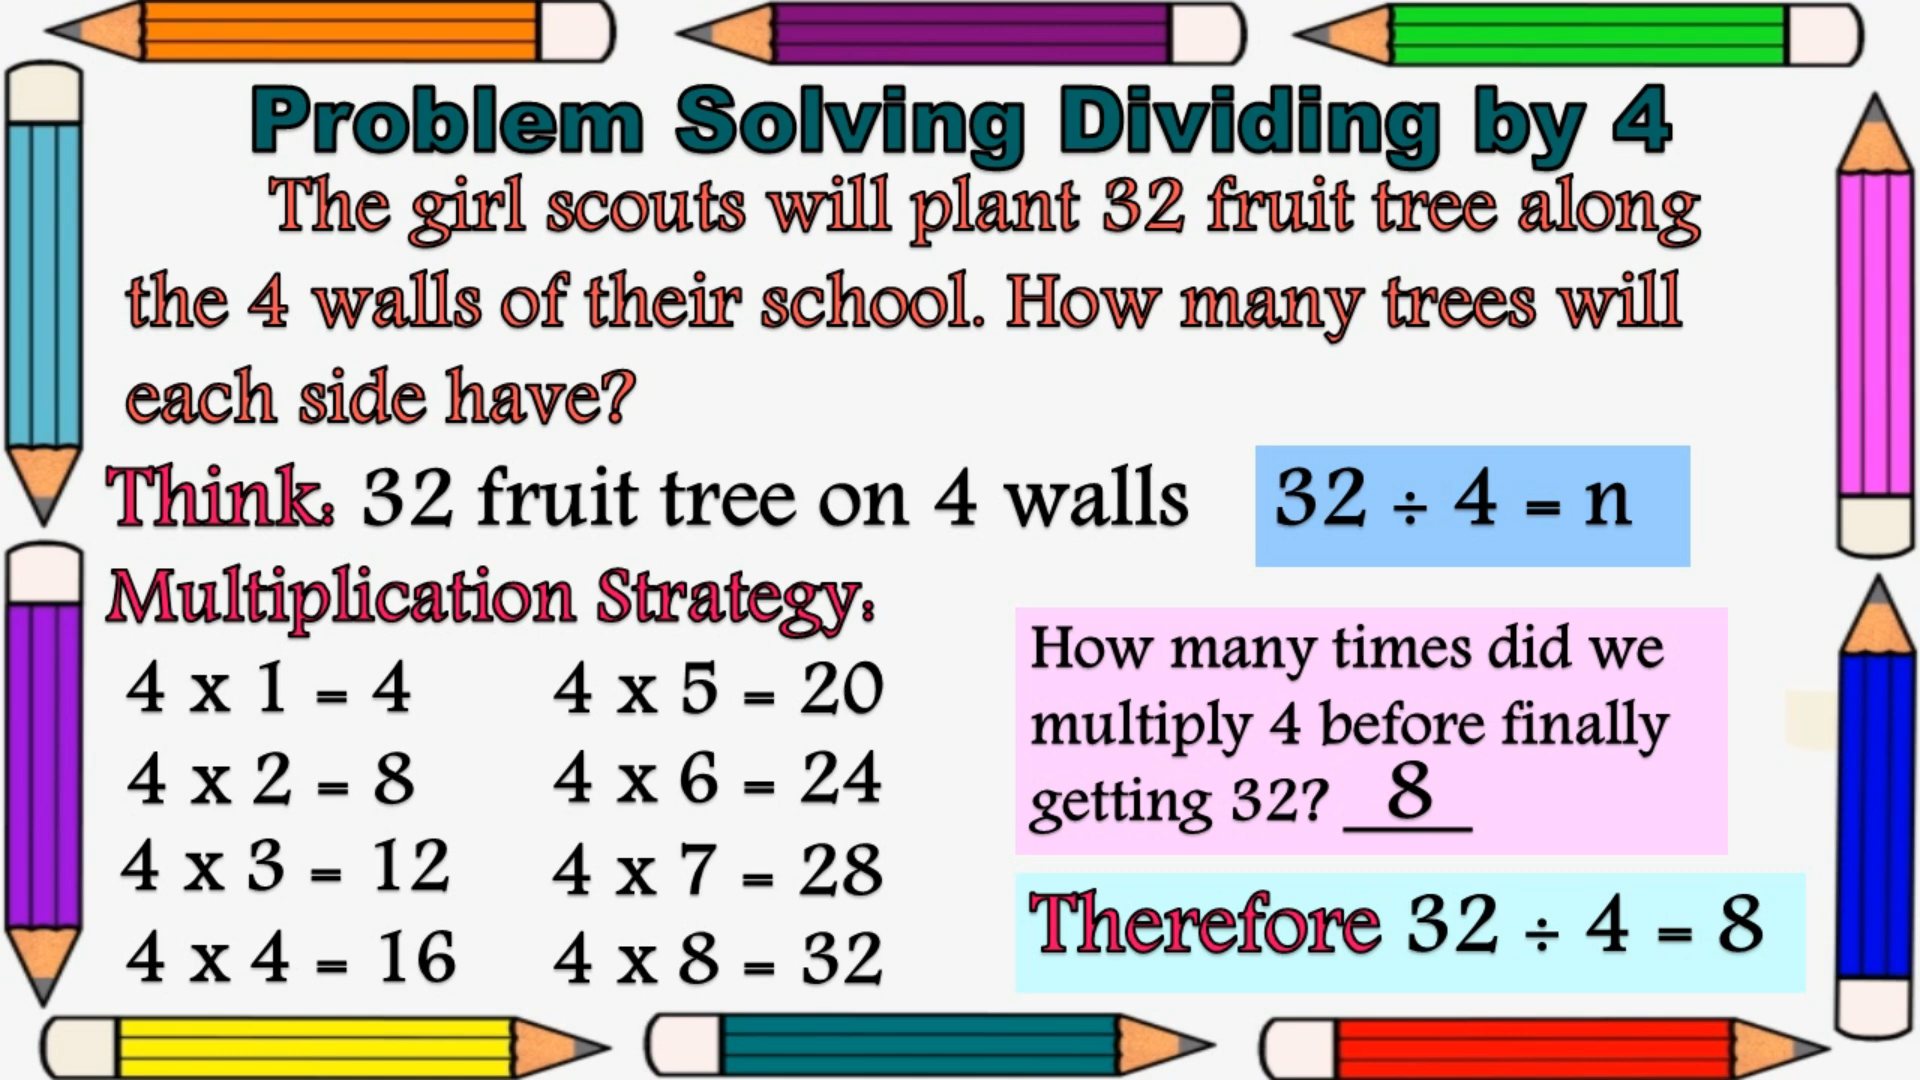 Problem Solving Dividing by 4
The girl scouts will plant 32 fruit tree along
the 4 walls of their school. How many trees will
each side have?
Think: 32 fruit tree on 4 walls
32 ÷ 4 = n
Multiplication Strategy:
4 x 1 = 4
4 x 2 = 8
4 x 3 = 12
4 x 4 = 16
4 x 5 = 20
4 x 6 = 24
4 x 7 = 28
4 x 8 = 32
How many times did we
multiply 4 before finally
getting 32? 8
Therefore 32 ÷ 4 = 8